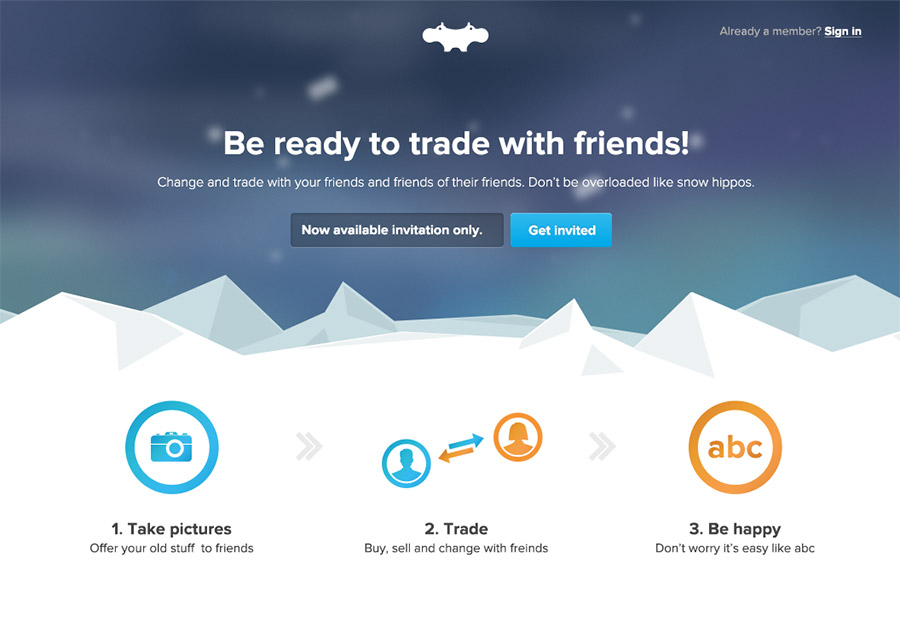 Already a member? Sign in
Be ready to trade with friends!
Change and trade with your friends and friends of their friends. Don't be overloaded like snow hippos.
Now available invitation only.
Get invited
abc
1. Take pictures
Offer your old stuff to friends
2. Trade
Buy, sell and change with freinds
3. Be happy
Don't worry it's easy like abc